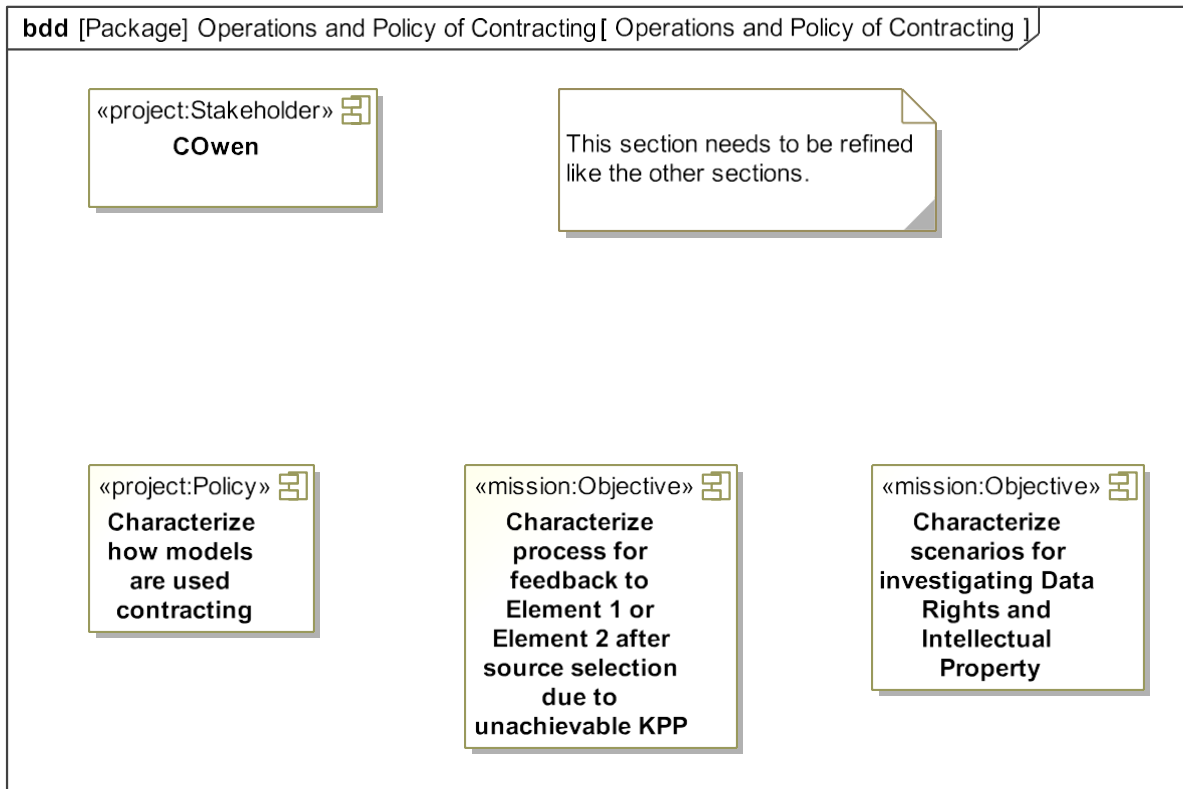 bdd [Package] Operations and Policy of Contracting[ Operations and Policy of Contracting ]
«project:Stakeholder»
COwen
This section needs to be refined
like the other sections.
«project:Policy»
Characterize
how models
are used
contracting
«mission:Objective»
Characterize
process for
feedback to
Element 1 or
Element 2 after
source selection
due to
unachievable KPP
«mission:Objective»
Characterize
scenarios for
investigating Data
Rights and
Intellectual
Property